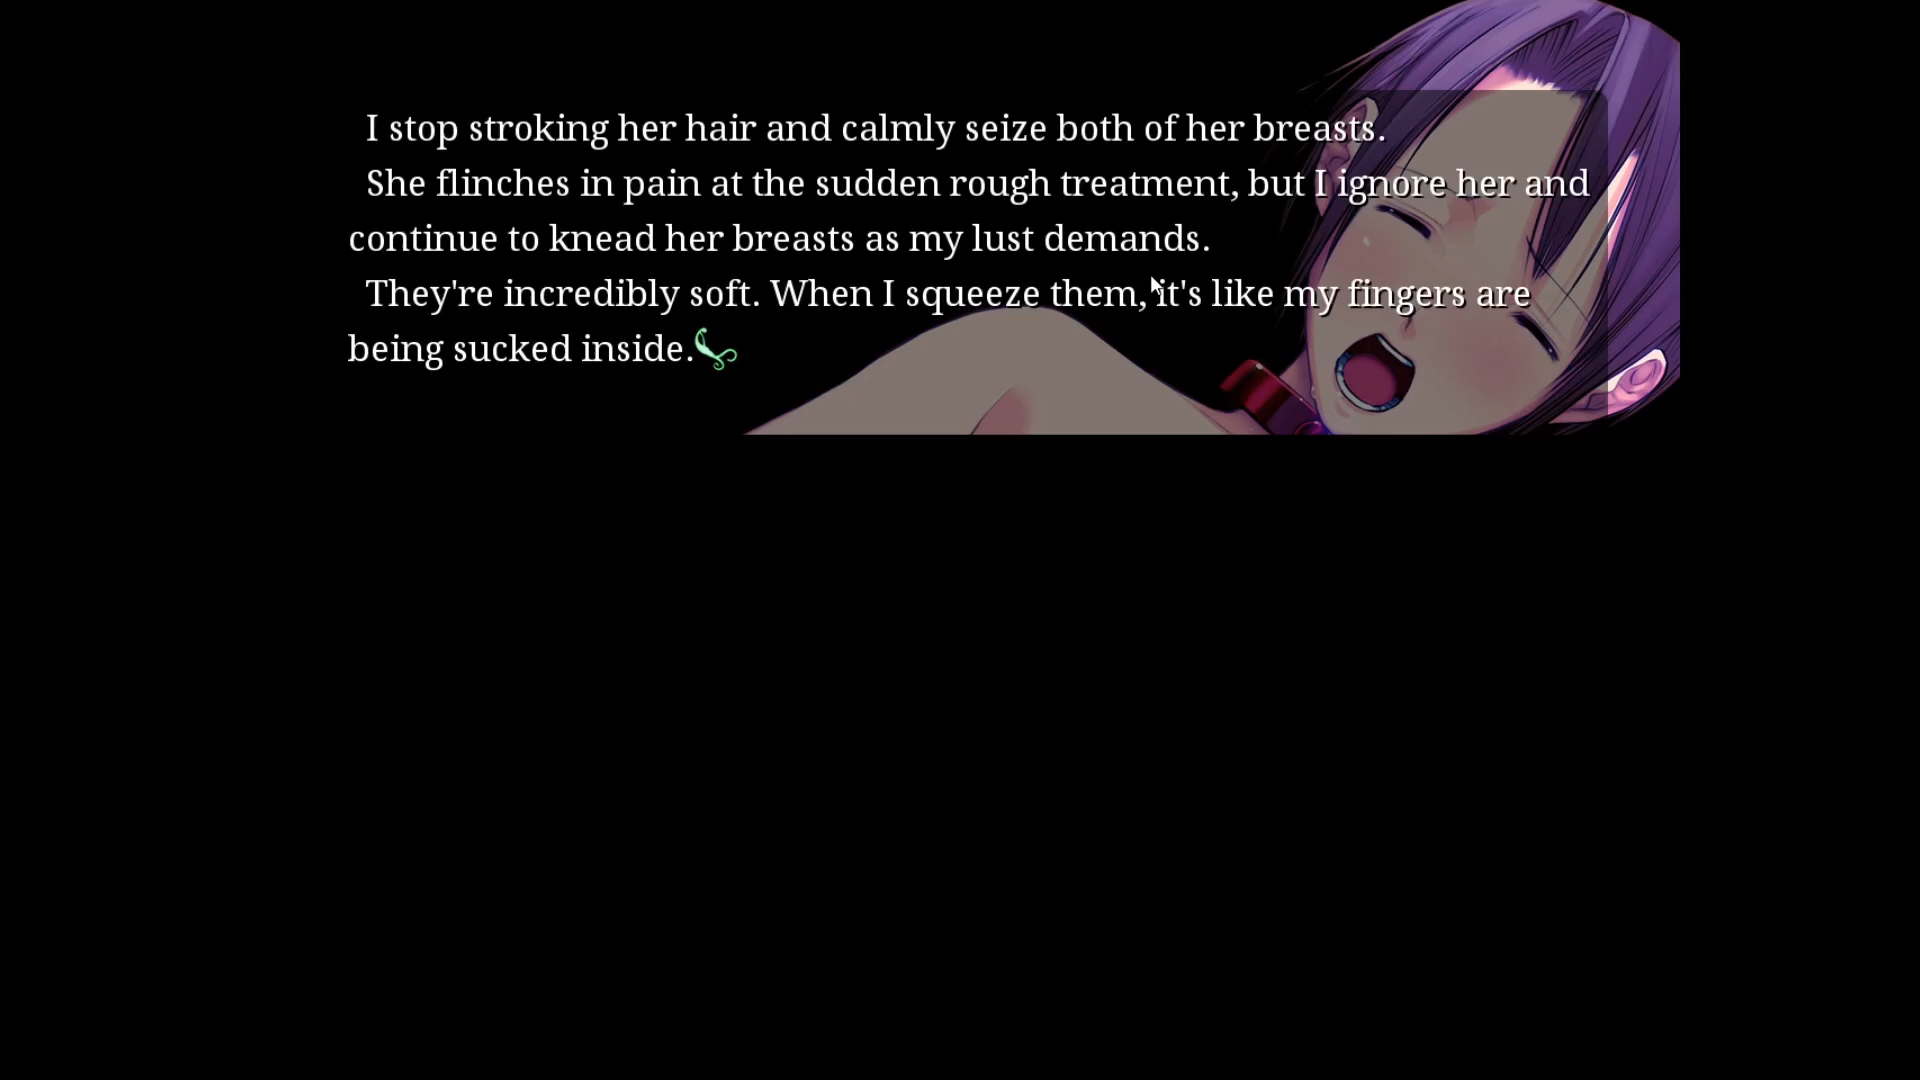 I stop stroking her hair and calmly seize both of her breasts.
She flinches in pain at the sudden rough treatment, but I ignore her and
continue to knead her breasts as my lust demands.
They're incredibly soft. When I squeeze them, it's like my fingers are
being sucked inside.